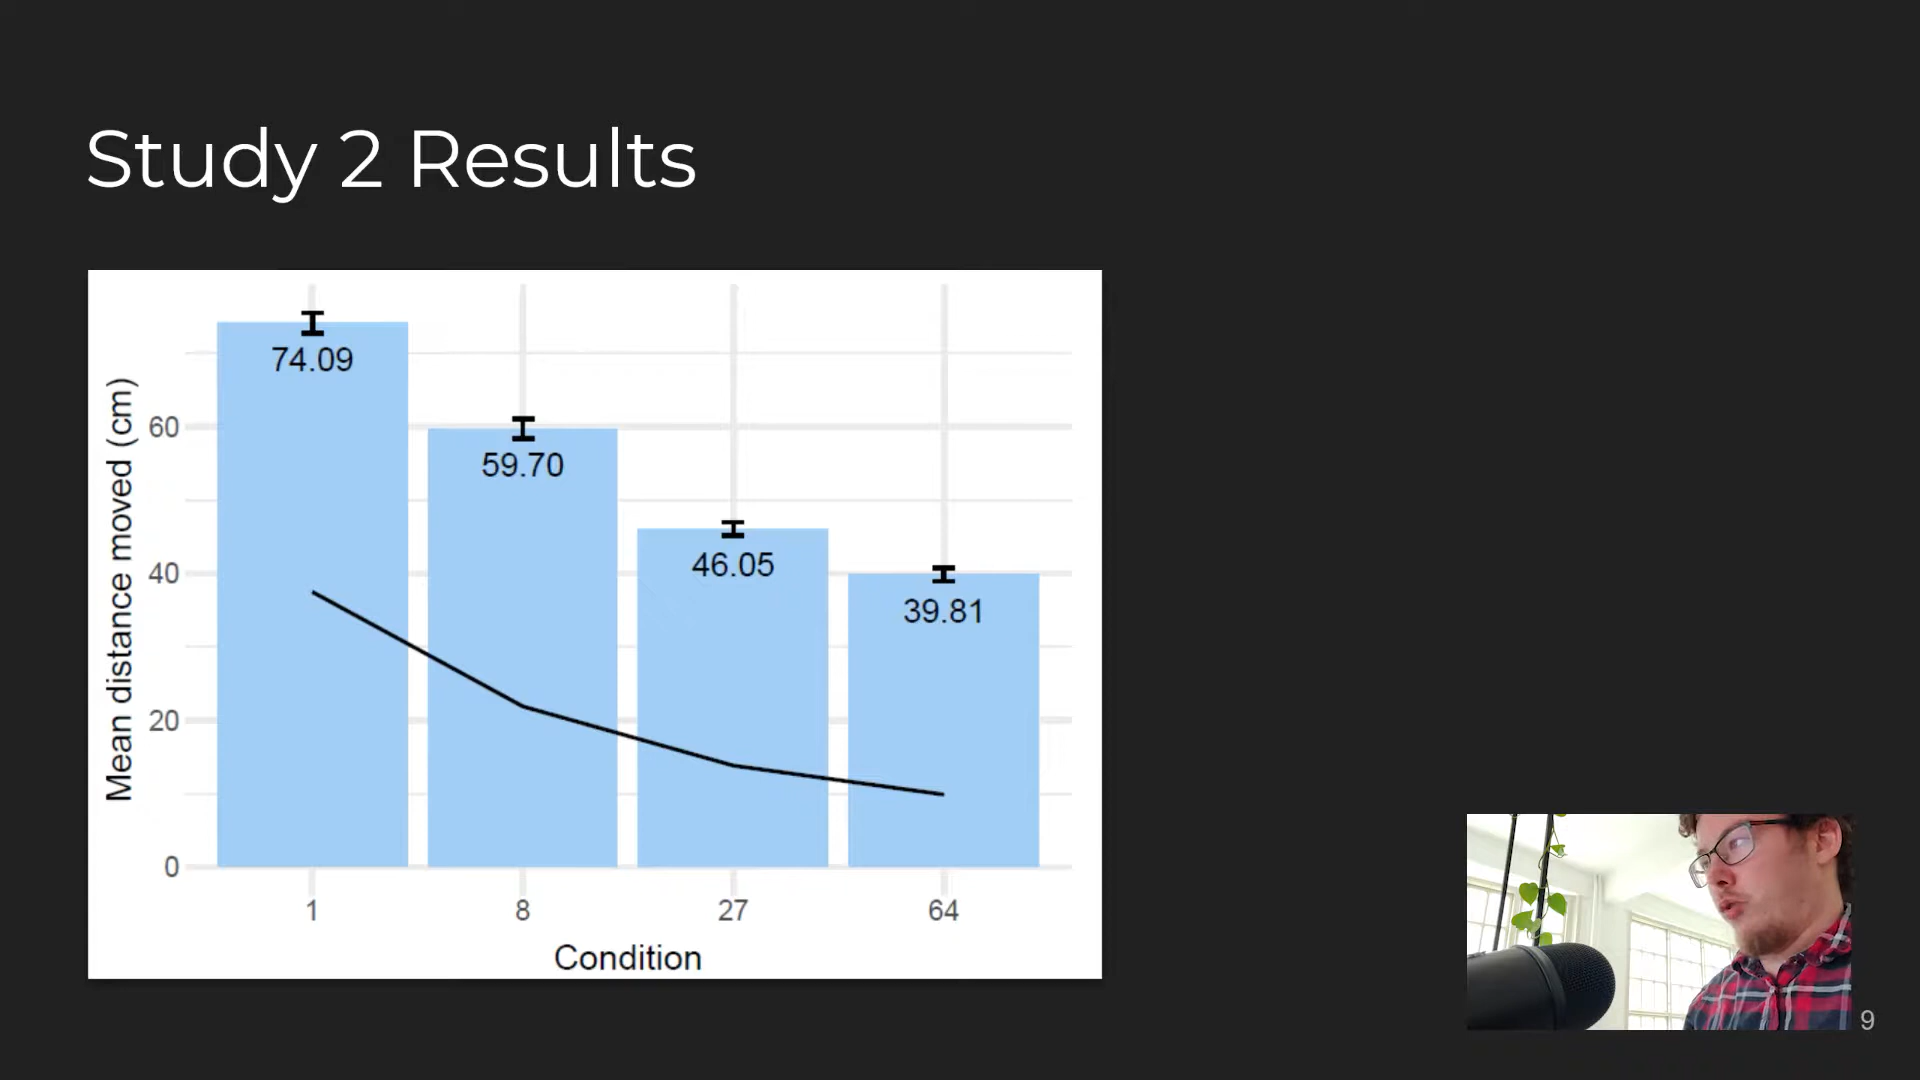 Study 2 Results
Mean distance moved (cm)
60
40
20
0
74.09
59.70
46.05
39.81
1 8 27 64
Condition
9